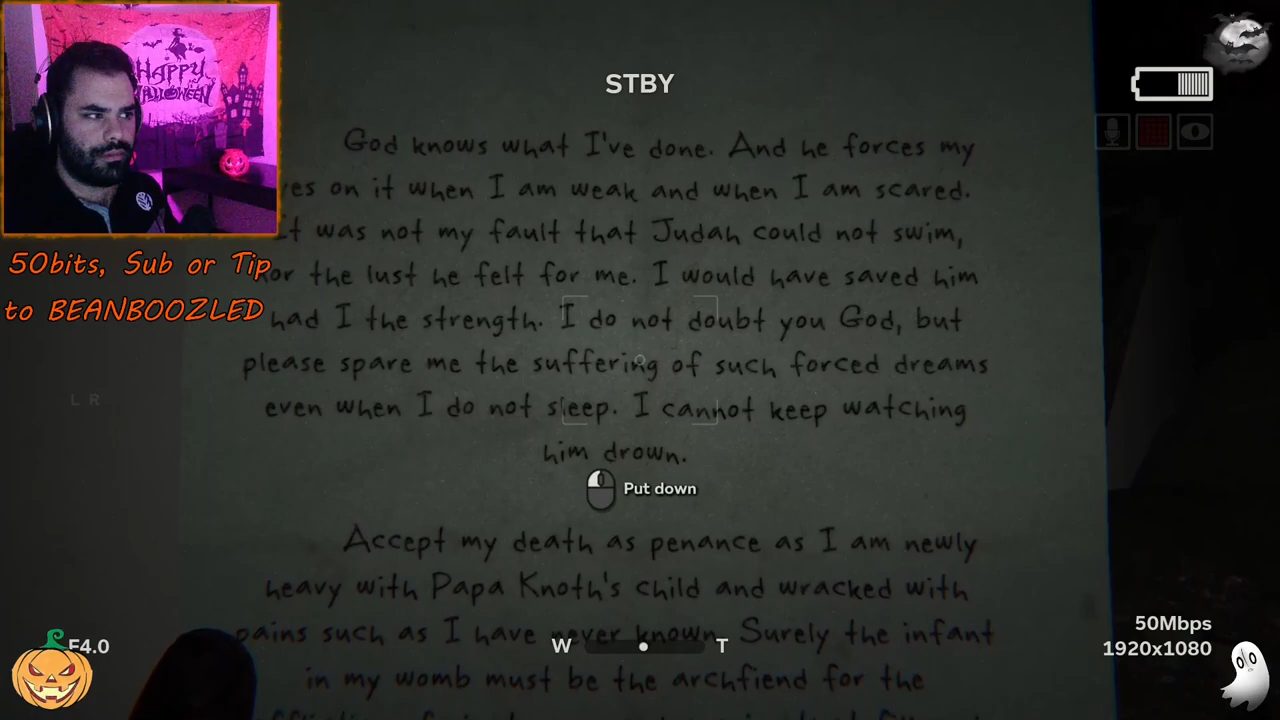 HAPPY
HALLOWEEN
50bits, Sub or Tip
to BEANBOOZLED
STBY
God knows what I've done. And he forces my
on it when I am weak and when I am scared.
It was not my fault that Judah could not swim,
the lust he felt for me. I would have saved him
had I the strength. I do not doubt you God, but
please spare me the suffering of such forced dreams
even when I do not sleep. I cannot keep watching
him drown.
Put down
Accept my death as penance as I am newly
heavy with Papa Knoth's child and wracked with
pains such as I have never known. Surely the infant
in my womb must be the archfiend for the
L R
F4.0
W T
50Mbps
1920x1080